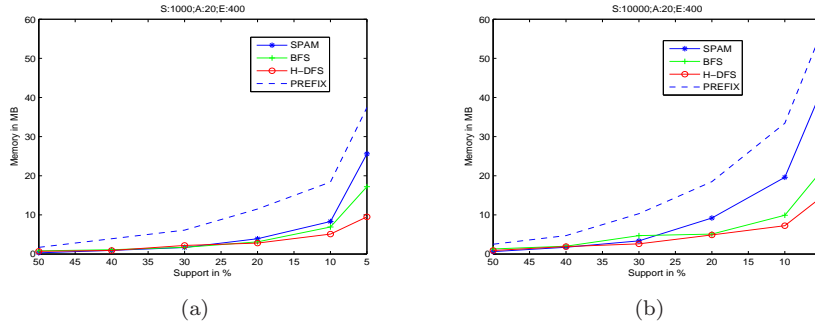 S:1000;A:20;E:400
60
50
40
30
20
10
0
Memory in MB
SPAM
BFS
H-DFS
PREFIX
50 45 40 35 30 25 20 15 10 5
Support in %
(a)
S:10000;A:20;E:400
60
50
40
30
20
10
0
Memory in MB
SPAM
BFS
H-DFS
PREFIX
50 45 40 35 30 25 20 15 10
Support in %
(b)